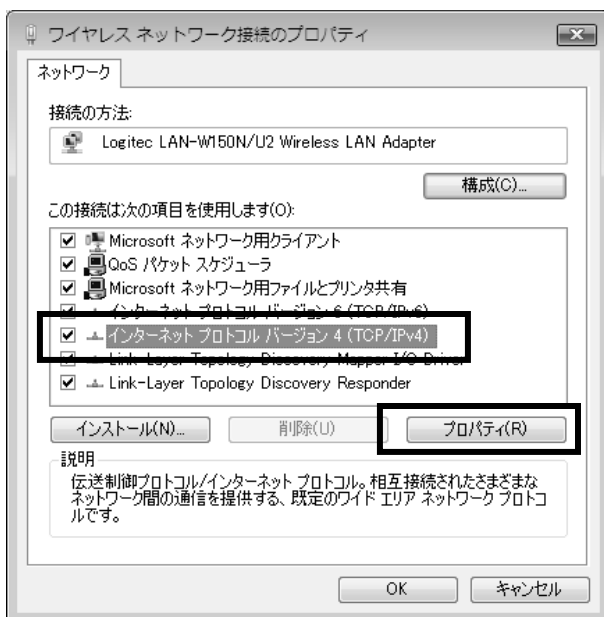 ワイヤレス ネットワーク接続のプロパティ
ネットワーク
接続の方法:
Logitec LAN-W150N/U2 Wireless LAN Adapter
構成(C)...
この接続は次の項目を使用します(O):
Microsoft ネットワーク用クライアント
QoS パケット スケジューラ
Microsoft ネットワーク用ファイルとプリンタ共有
インターネット プロトコル バージョン 6 (TCP/IPv6)
インターネット プロトコル バージョン 4 (TCP/IPv4)
Link-Layer Topology Discovery Mapper I/O Driver
Link-Layer Topology Discovery Responder
インストール(N)...
削除(U)
プロパティ(R)
説明
伝送制御プロトコル/インターネット プロトコル。相互接続されたさまざまな
ネットワーク間の通信を提供する、既定のワイド エリア ネットワーク プロトコ
ルです。
OK
キャンセル